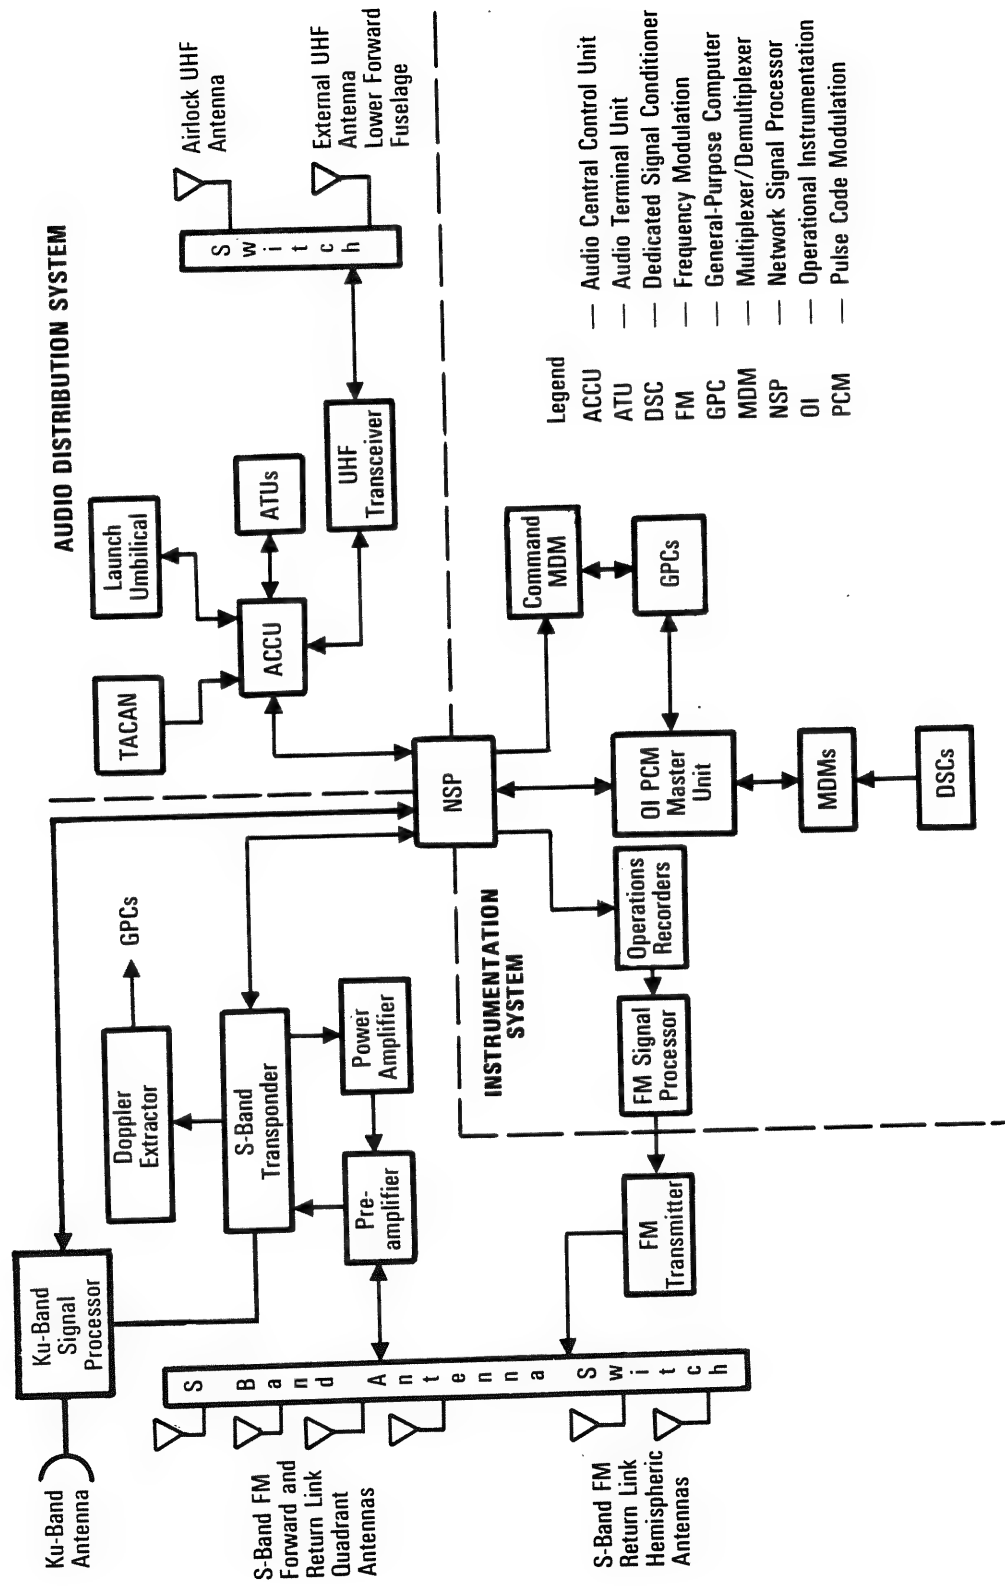 AUDIO DISTRIBUTION SYSTEM
Ku-Band
Antenna
Ku-Band
Signal
Processor
Doppler
Extractor
GPCs
S-Band
Transponder
Pre-
amplifier
Power
Amplifier
S-Band FM
Forward and
Return Link
Quadrant
Antennas
S Band Antenna Switch
S-Band FM
Return Link
Hemispheric
Antennas
FM
Transmitter
INSTRUMENTATION
SYSTEM
FM Signal
Processor
Operations
Recorders
NSP
OI PCM
Master
Unit
MDMs
DSCs
Command
MDM
GPCs
TACAN
Launch
Umbilical
ACCU
ATUs
UHF
Transceiver
Switch
Airlock UHF
Antenna
External UHF
Antenna
Lower Forward
Fuselage
Legend
ACCU — Audio Central Control Unit
ATU — Audio Terminal Unit
DSC — Dedicated Signal Conditioner
FM — Frequency Modulation
GPC — General-Purpose Computer
MDM — Multiplexer/Demultiplexer
NSP — Network Signal Processor
OI — Operational Instrumentation
PCM — Pulse Code Modulation